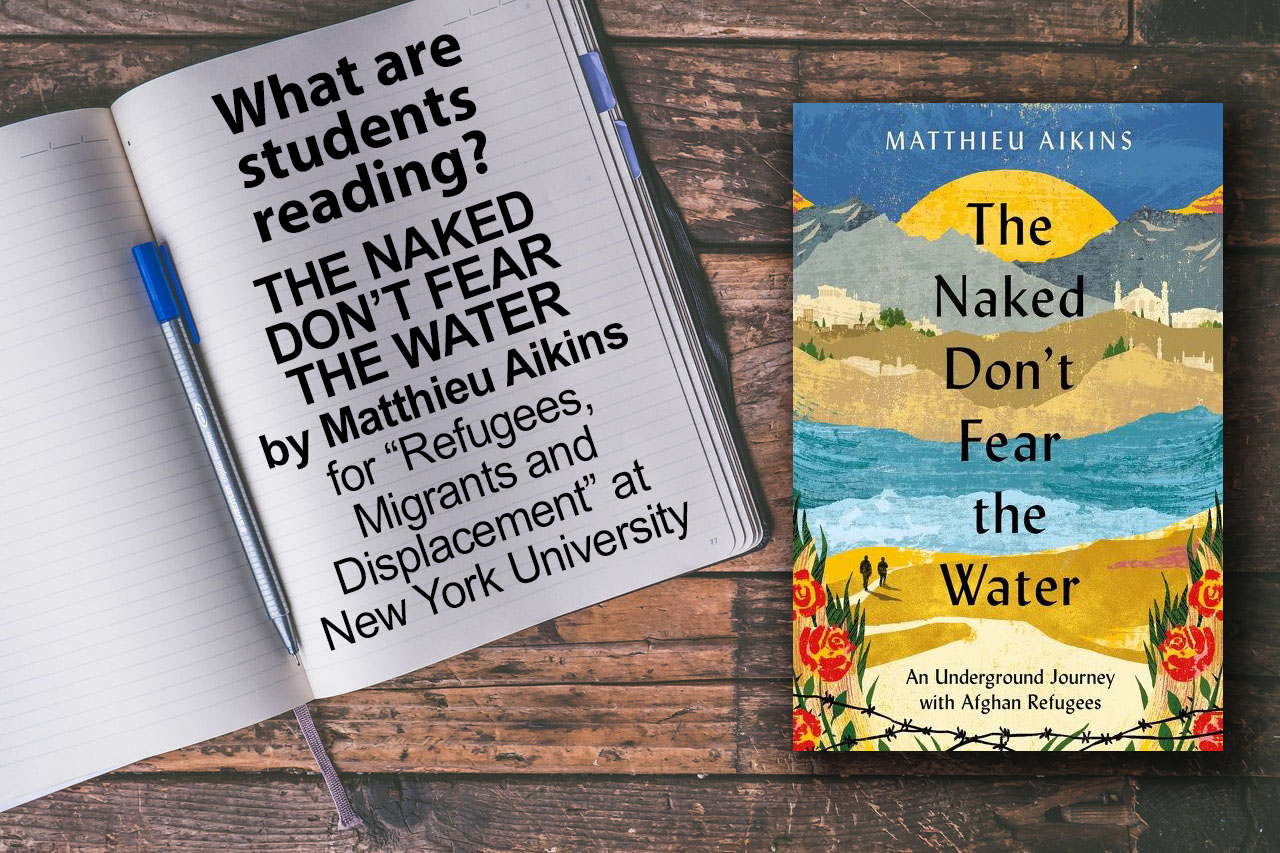 What are
students
reading?
THE NAKED
DON’T FEAR
THE WATER
by Matthieu Aikins
for “Refugees,
Migrants and
Displacement” at
New York University
77
MATTHIEU AIKINS
The
Naked
Don’t
Fear
the
Water
An Underground Journey
with Afghan Refugees